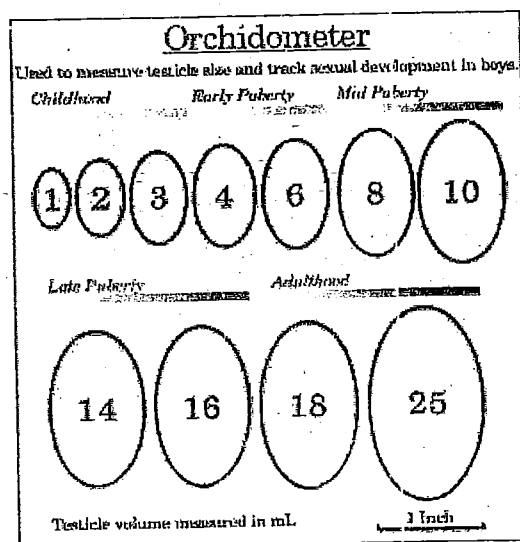 Orchidometer
Used to measure testicle size and track sexual development in boys.
Childhood Early Puberty Mid Puberty
1 2 3 4 6 8 10
Late Puberty Adulthood
14 16 18 25
Testicle volume measured in mL 1 Inch